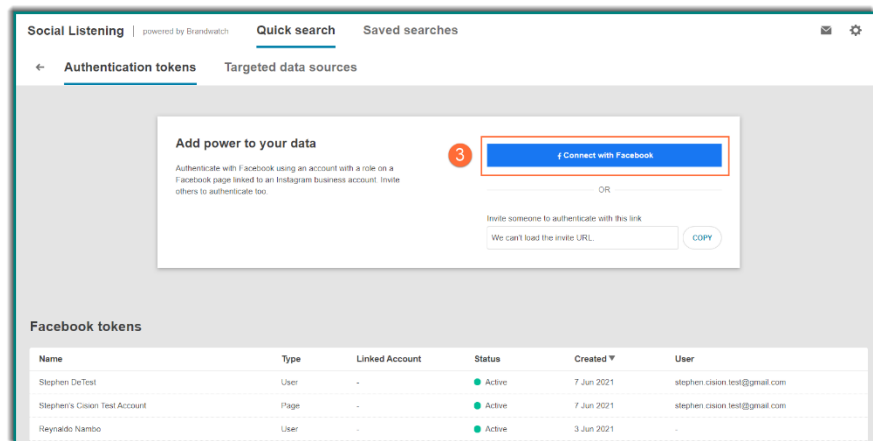 Social Listening | powered by Brandwatch Quick search Saved searches
← Authentication tokens Targeted data sources
Add power to your data
Authenticate with Facebook using an account with a role on a
Facebook page linked to an Instagram business account. Invite
others to authenticate too.
3
f Connect with Facebook
OR
Invite someone to authenticate with this link
We can't load the invite URL. COPY
Facebook tokens
Name Type Linked Account Status Created ▼ User
Stephen DeTest User - Active 7 Jun 2021 stephen.cision.test@gmail.com
Stephen's Cision Test Account Page - Active 7 Jun 2021 stephen.cision.test@gmail.com
Reynaldo Nambo User - Active 3 Jun 2021 -